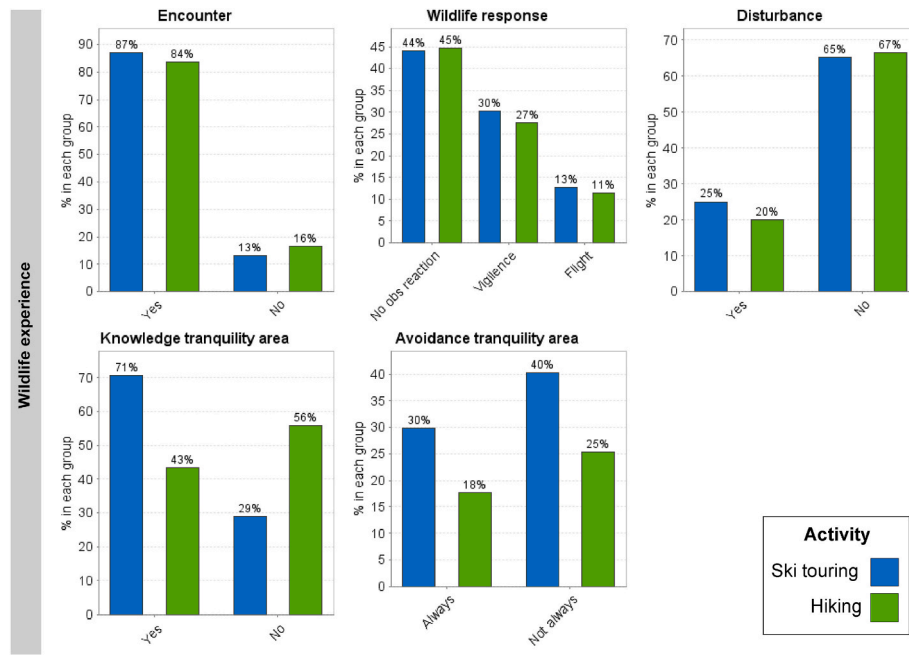 Wildlife experience
Encounter
% in each group
90
80
70
60
50
40
30
20
10
0
87%
84%
13%
16%
Yes
No
Wildlife response
% in each group
45
40
35
30
25
20
15
10
5
0
44%
45%
30%
27%
13%
11%
No obs reaction
Vigilence
Flight
Disturbance
% in each group
70
60
50
40
30
20
10
0
25%
20%
65%
67%
Yes
No
Knowledge tranquility area
% in each group
70
60
50
40
30
20
10
0
71%
43%
29%
56%
Yes
No
Avoidance tranquility area
% in each group
40
35
30
25
20
15
10
5
0
30%
18%
40%
25%
Always
Not always
Activity
Ski touring
Hiking